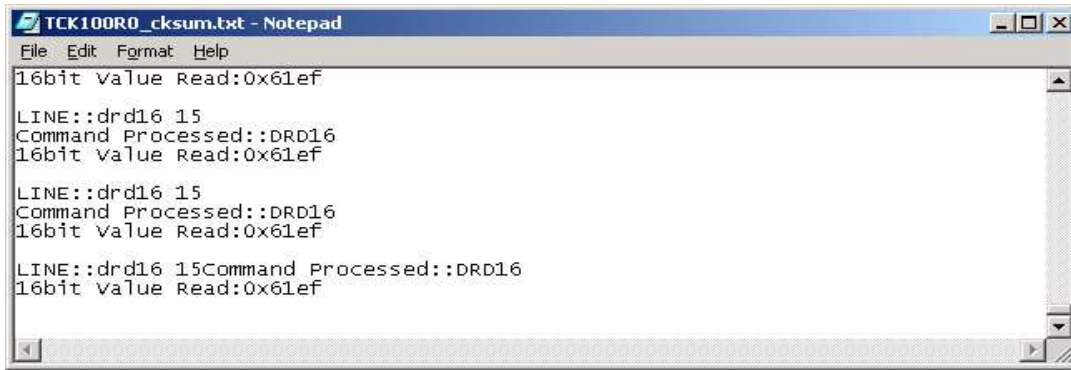 TCK100R0_cksum.txt - Notepad
File Edit Format Help
16bit Value Read:0x61ef
LINE::drd16 15
Command Processed::DRD16
16bit Value Read:0x61ef
LINE::drd16 15
Command Processed::DRD16
16bit Value Read:0x61ef
LINE::drd16 15Command Processed::DRD16
16bit Value Read:0x61ef